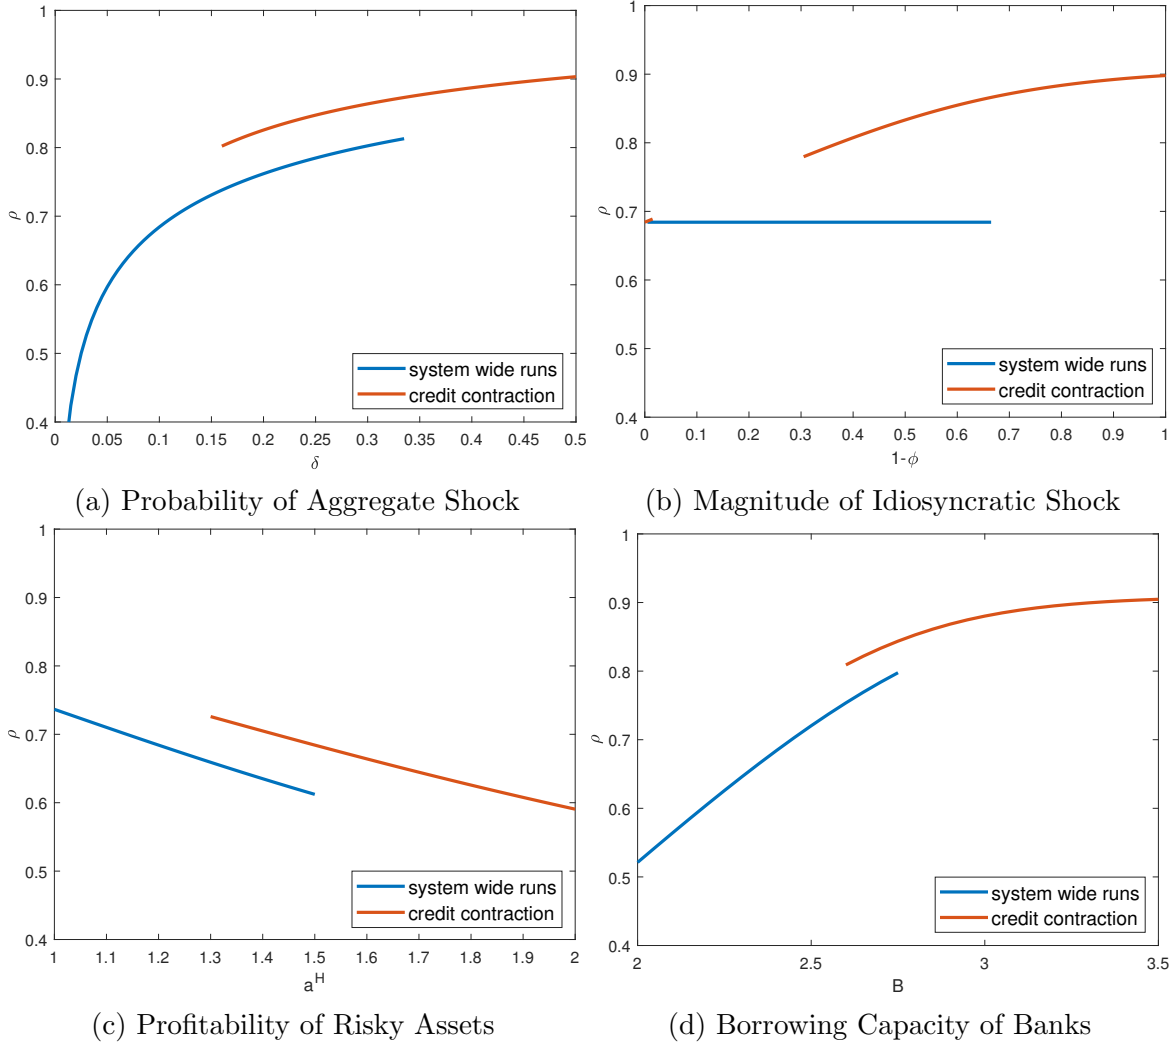 1
0.9
0.8
0.7
0.6
0.5
0.4
ρ
0 0.05 0.1 0.15 0.2 0.25 0.3 0.35 0.4 0.45 0.5
δ
system wide runs
credit contraction
(a) Probability of Aggregate Shock
1
0.9
0.8
0.7
0.6
0.5
0.4
ρ
0 0.1 0.2 0.3 0.4 0.5 0.6 0.7 0.8 0.9 1
1-ϕ
system wide runs
credit contraction
(b) Magnitude of Idiosyncratic Shock
1
0.9
0.8
0.7
0.6
0.5
0.4
ρ
1 1.1 1.2 1.3 1.4 1.5 1.6 1.7 1.8 1.9 2
a^H
system wide runs
credit contraction
(c) Profitability of Risky Assets
1
0.9
0.8
0.7
0.6
0.5
0.4
ρ
2 2.5 3 3.5
B
system wide runs
credit contraction
(d) Borrowing Capacity of Banks